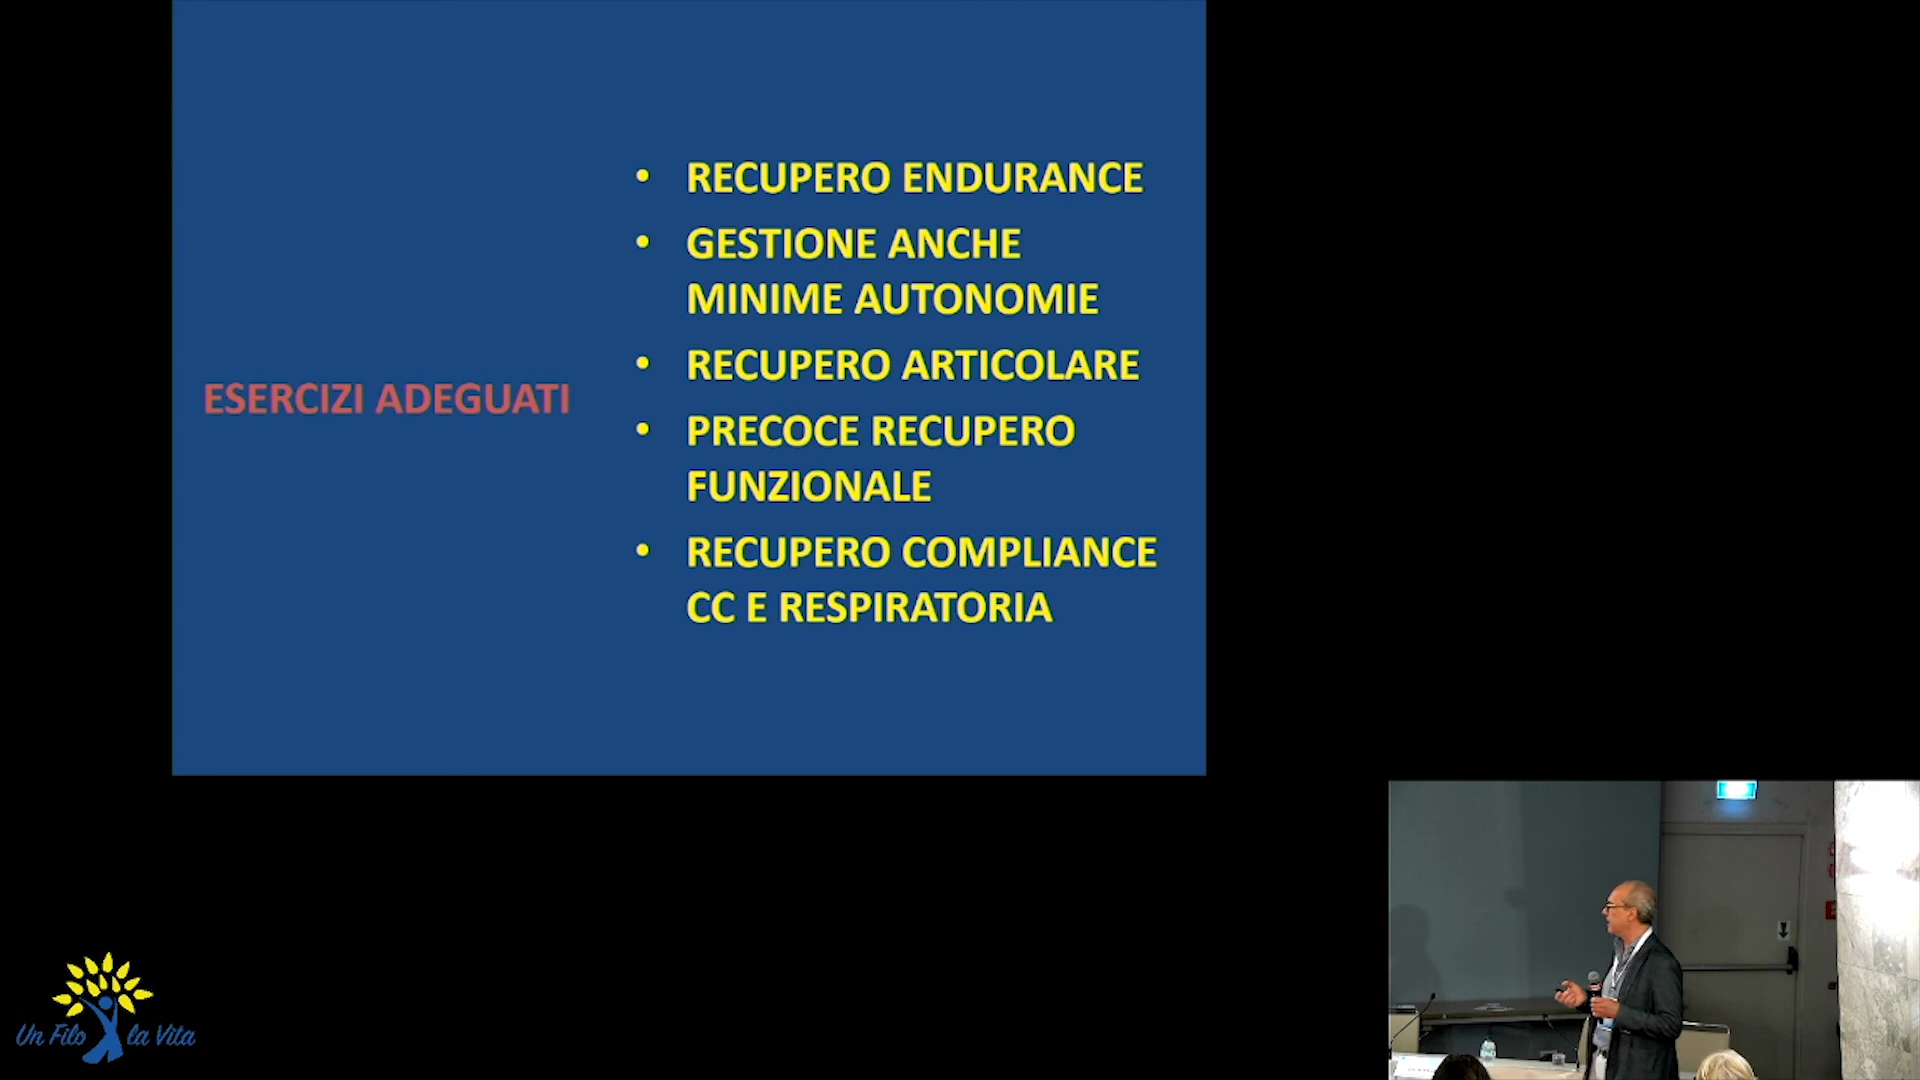 ESERCIZI ADEGUATI
• RECUPERO ENDURANCE
• GESTIONE ANCHE
MINIME AUTONOMIE
• RECUPERO ARTICOLARE
• PRECOCE RECUPERO
FUNZIONALE
• RECUPERO COMPLIANCE
CC E RESPIRATORIA
Un Filo la Vita